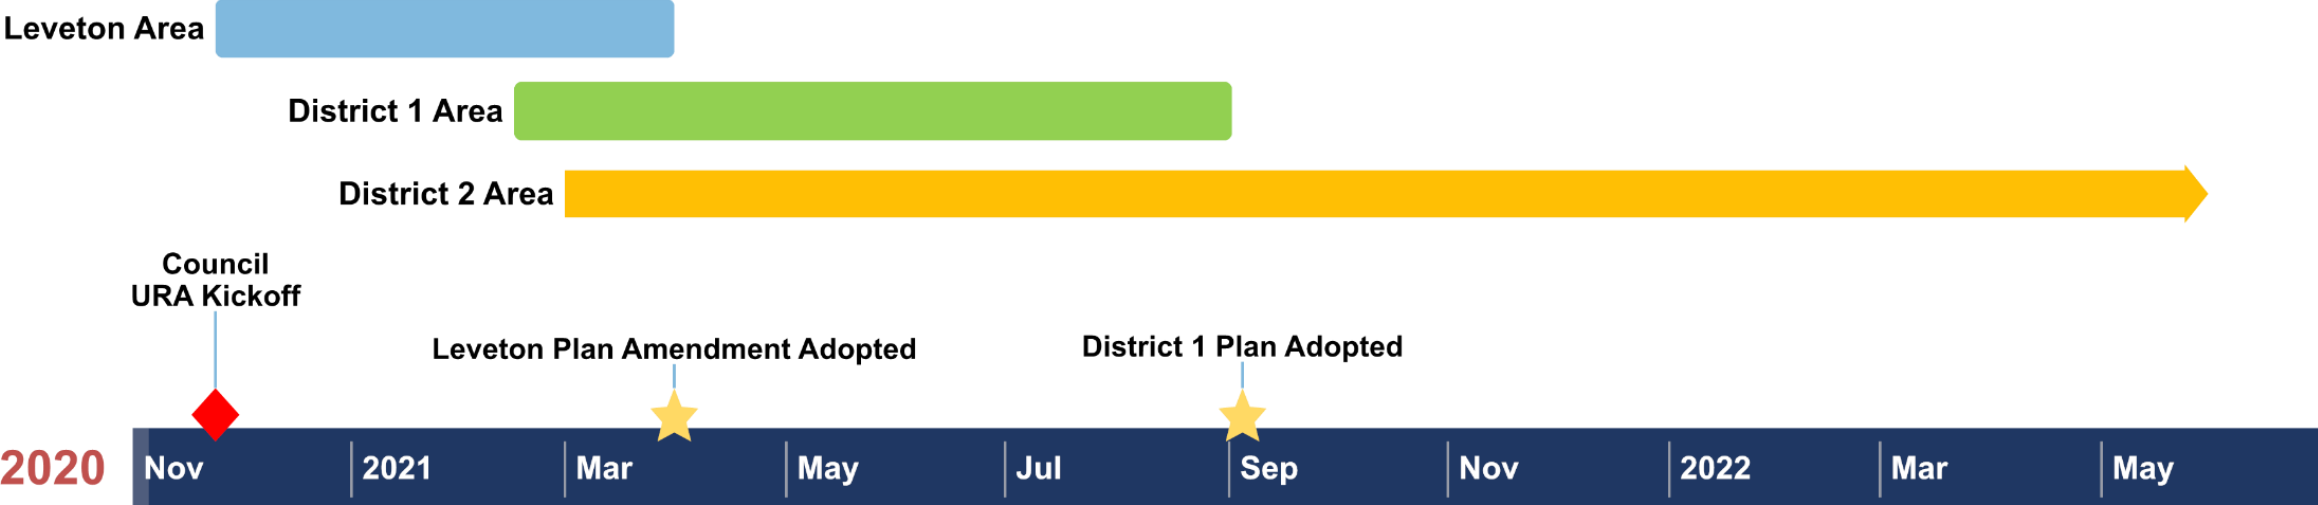 Leveton Area
District 1 Area
District 2 Area
Council
URA Kickoff
Leveton Plan Amendment Adopted
District 1 Plan Adopted
2020
Nov
2021
Mar
May
Jul
Sep
Nov
2022
Mar
May